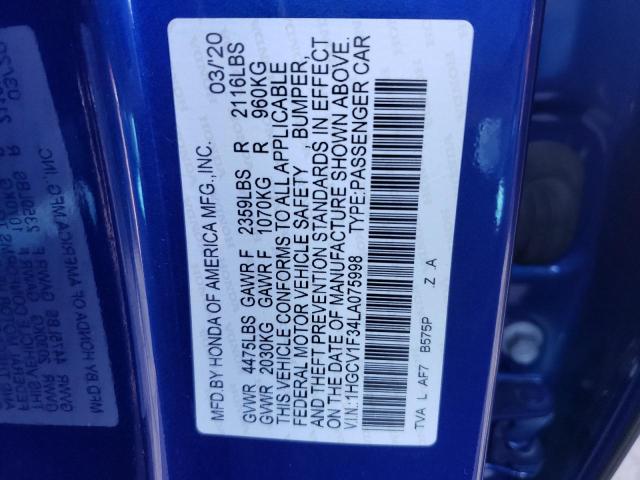 MFD.BY HONDA OF AMERICA MFG.,INC. 03/'20
GVWR 4475LBS GAWR F 2359LBS R 2116LBS
GVWR 2030KG GAWR F 1070KG R 960KG
THIS VEHICLE CONFORMS TO ALL APPLICABLE
FEDERAL MOTOR VEHICLE SAFETY, BUMPER,
AND THEFT PREVENTION STANDARDS IN EFFECT
ON THE DATE OF MANUFACTURE SHOWN ABOVE.
V.I.N.:1HGCV1F34LA075998 TYPE:PASSENGER CAR
TVA L AF7 B575P Z .A